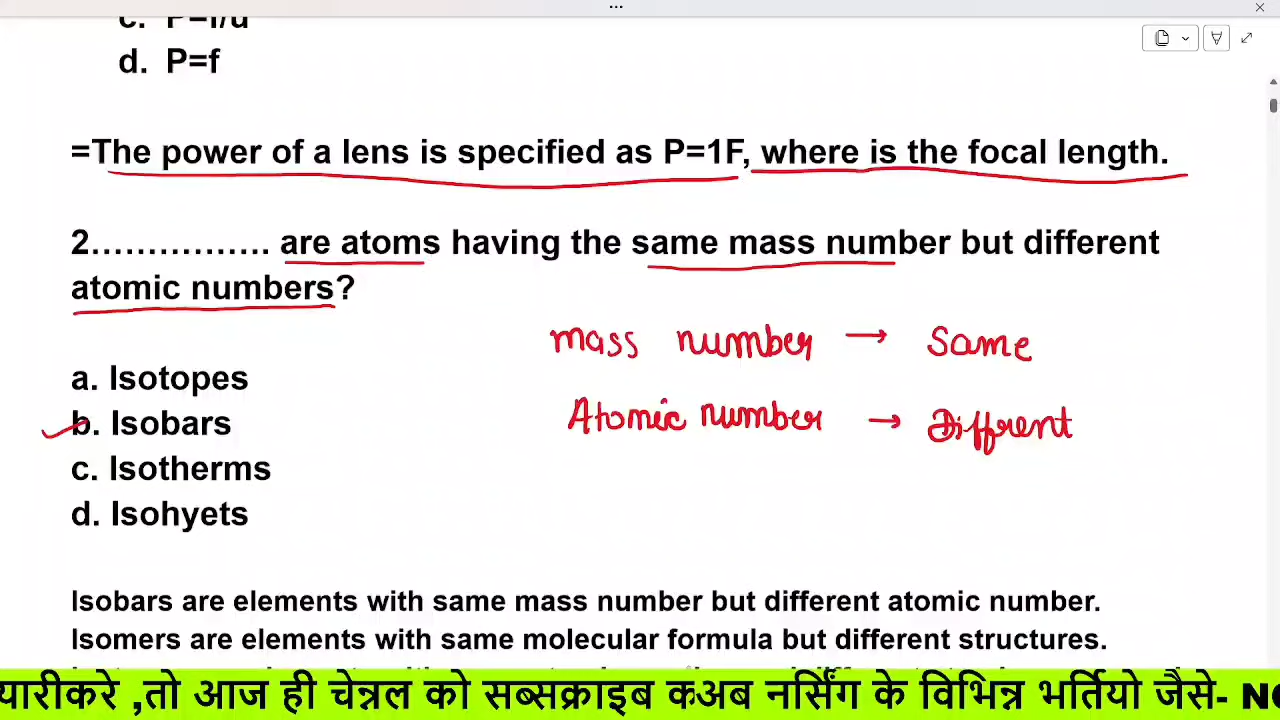 c. P=f/u
d. P=f
=The power of a lens is specified as P=1F, where is the focal length.
2................ are atoms having the same mass number but different
atomic numbers?
mass number → Same
a. Isotopes
Atomic number → Diffrent
b. Isobars
c. Isotherms
d. Isohyets
Isobars are elements with same mass number but different atomic number.
Isomers are elements with same molecular formula but different structures.
यारीकरे ,तो आज ही चेन्नल को सब्सक्राइब कअब नर्सिंग के विभिन्न भर्तियो जैसे- NO